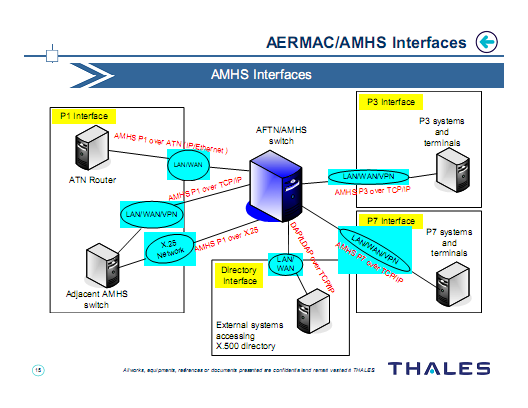 AERMAC/AMHS Interfaces
AMHS Interfaces
P1 Interface
AMHS P1 over ATN (IP/Ethernet)
LAN/WAN
ATN Router
AMHS P1 over TCP/IP
LAN/WAN/VPN
X.25
Network
AMHS P1 over X.25
Adjacent AMHS
switch
AFTN/AMHS
switch
P3 Interface
P3 systems
and
terminals
LAN/WAN/VPN
AMHS P3 over TCP/IP
P7 Interface
P7 systems
and
terminals
LAN/WAN/VPN
AMHS P7 over TCP/IP
DAP/LDAP over TCP/IP
LAN/
WAN
Directory
Interface
External systems
accessing
X.500 directory
All works, equipments, references or documents presented are confidential and remain vested in THALES
THALES